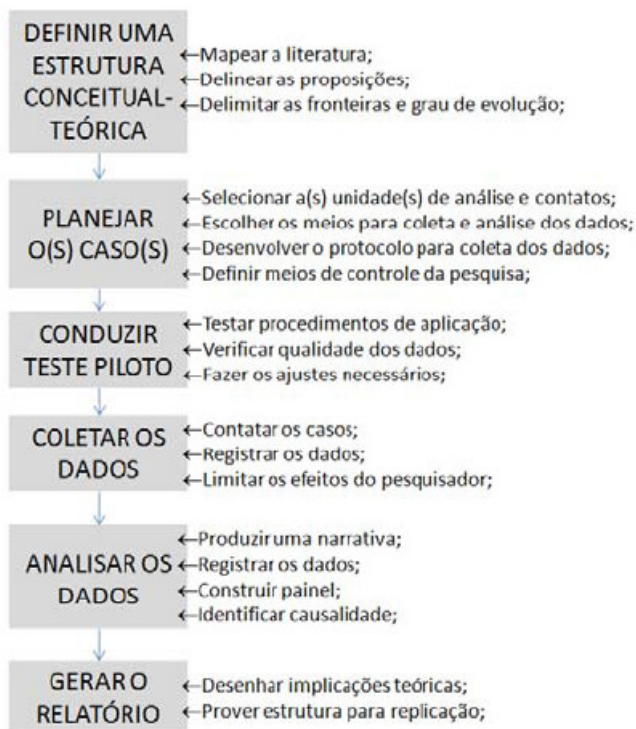 DEFINIR UMA
ESTRUTURA
CONCEITUAL-
TEÓRICA
←Mapear a literatura;
←Delinear as proposições;
←Delimitar as fronteiras e grau de evolução;
PLANEJAR
O(S) CASO(S)
←Selecionar a(s) unidade(s) de análise e contatos;
←Escolher os meios para coleta e análise dos dados;
←Desenvolver o protocolo para coleta dos dados;
←Definir meios de controle da pesquisa;
CONDUZIR
TESTE PILOTO
←Testar procedimentos de aplicação;
←Verificar qualidade dos dados;
←Fazer os ajustes necessários;
COLETAR OS
DADOS
←Contatar os casos;
←Registrar os dados;
←Limitar os efeitos do pesquisador;
ANALISAR OS
DADOS
←Produzir uma narrativa;
←Registrar os dados;
←Construir painel;
←Identificar causalidade;
GERAR O
RELATÓRIO
←Desenhar implicações teóricas;
←Prover estrutura para replicação;